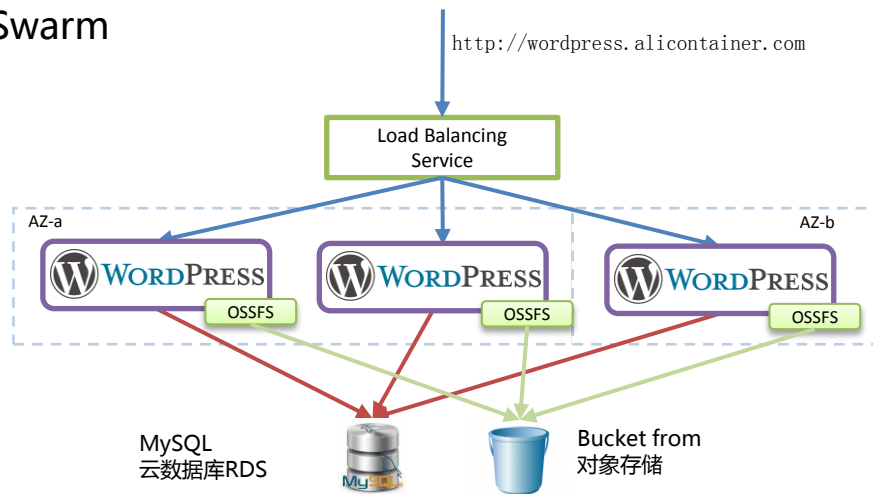 Swarm
http://wordpress.alicontainer.com
Load Balancing
Service
AZ-a
AZ-b
WORDPRESS
WORDPRESS
WORDPRESS
OSSFS
OSSFS
OSSFS
MySQL
云数据库RDS
MySQL
Bucket from
对象存储